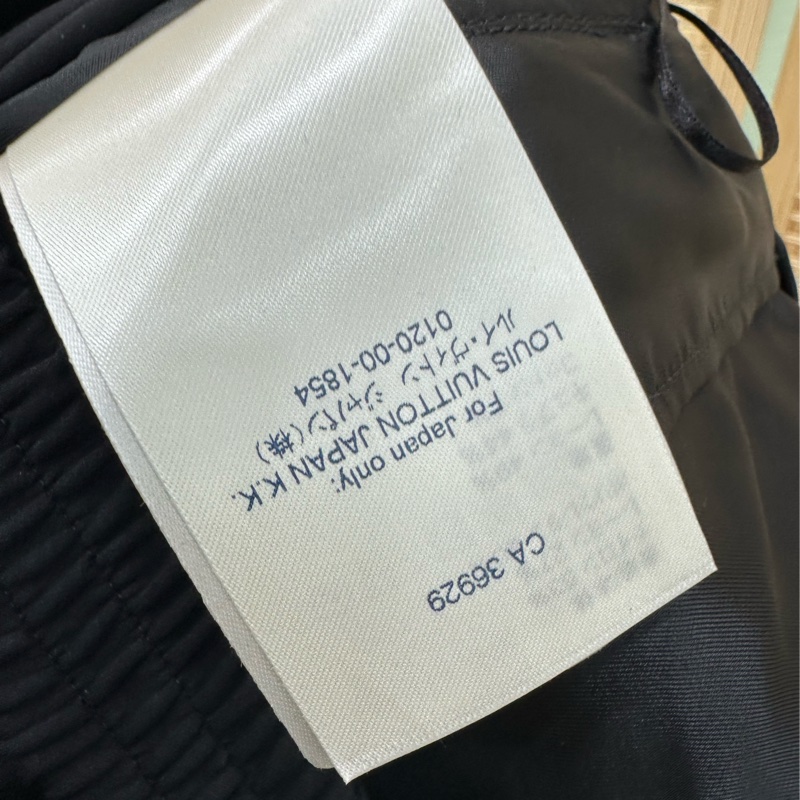 CA 36929
For Japan only:
LOUIS VUITTON JAPAN K.K.
ルイ・ヴィトン ジャパン(株)
0120-00-1854